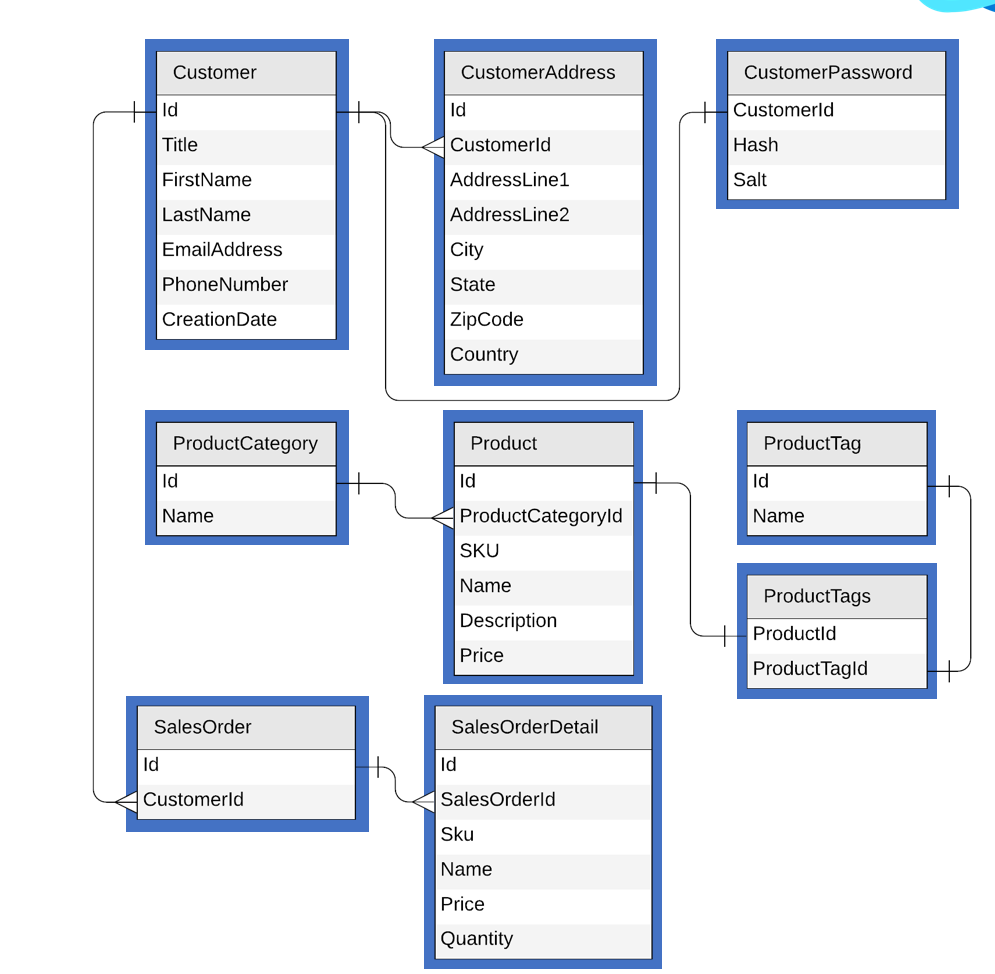 Customer
Id
Title
FirstName
LastName
EmailAddress
PhoneNumber
CreationDate
CustomerAddress
Id
CustomerId
AddressLine1
AddressLine2
City
State
ZipCode
Country
CustomerPassword
CustomerId
Hash
Salt
ProductCategory
Id
Name
Product
Id
ProductCategoryId
SKU
Name
Description
Price
ProductTag
Id
Name
ProductTags
ProductId
ProductTagId
SalesOrder
Id
CustomerId
SalesOrderDetail
Id
SalesOrderId
Sku
Name
Price
Quantity